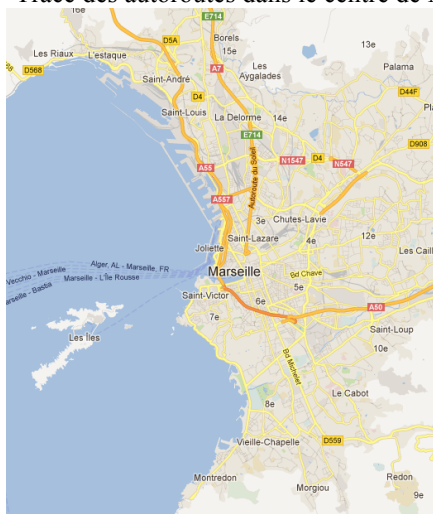 Tracé des autoroutes dans le centre de
16e
E714
D5A
Borels
15e
13e
Les Riaux
L'estaque
A7
Les
Aygalades
Palama
D568
Saint-André
D44F
D4
Saint-Louis
La Delorme
14e
E714
D908
N1547
D4
N547
A55
Autoroute du Soleil
A557
3e
Chutes-Lavie
Saint-Lazare
4e
12e
Joliette
Les Cail
Vecchio - Marseille
Alger, AL - Marseille, FR
Marseille
Bd Chave
Marseille - L'Île Rousse
arseille - Bastia
5e
Saint-Victor
6e
A50
7e
Saint-Loup
Les Îles
10e
Bd Michelet
Le Cabot
8e
Vieille-Chapelle
D559
Montredon
Redon
Morgiou
9e